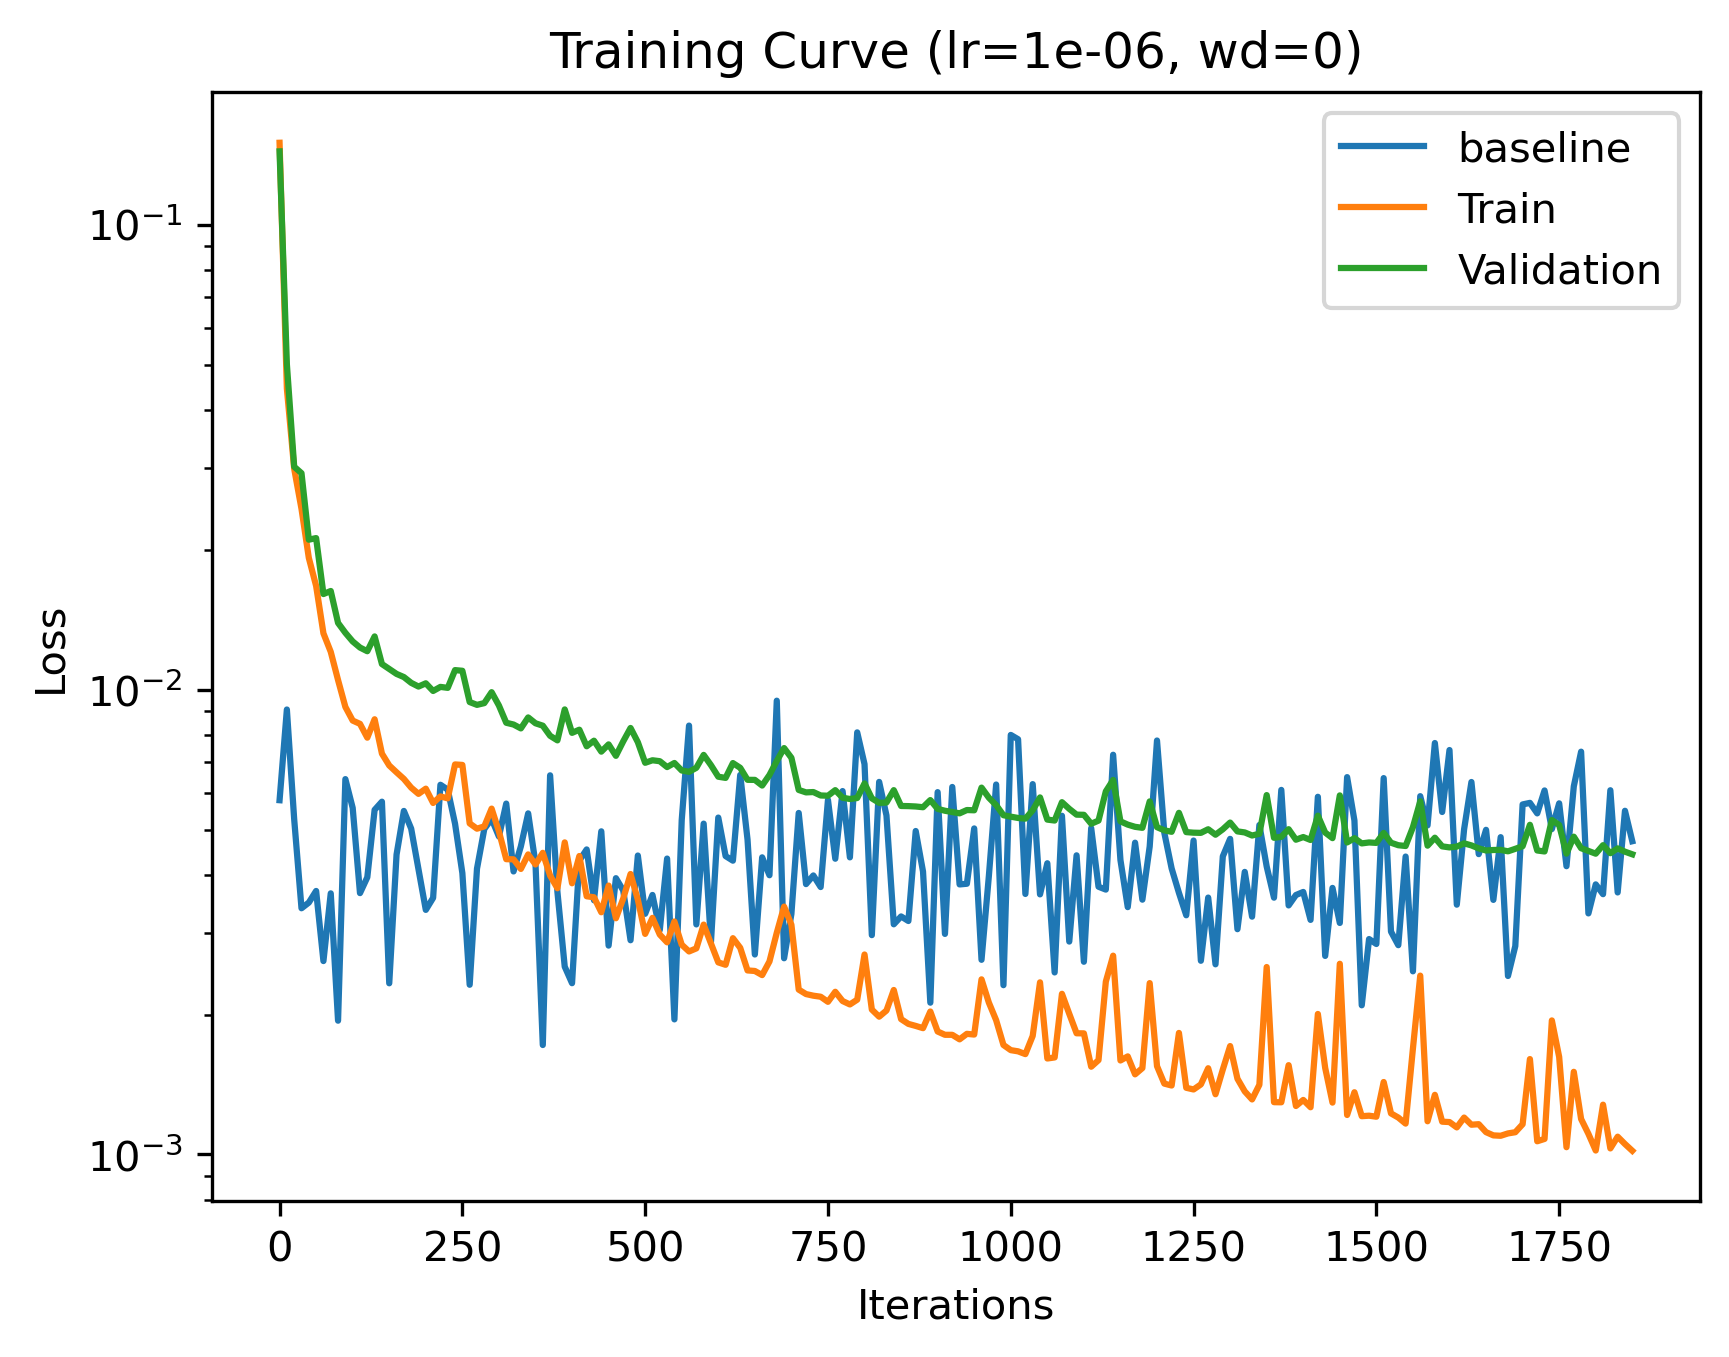 Training Curve (lr=1e-06, wd=0)
baseline
Train
Validation
10⁻¹
10⁻²
10⁻³
Loss
0 250 500 750 1000 1250 1500 1750
Iterations